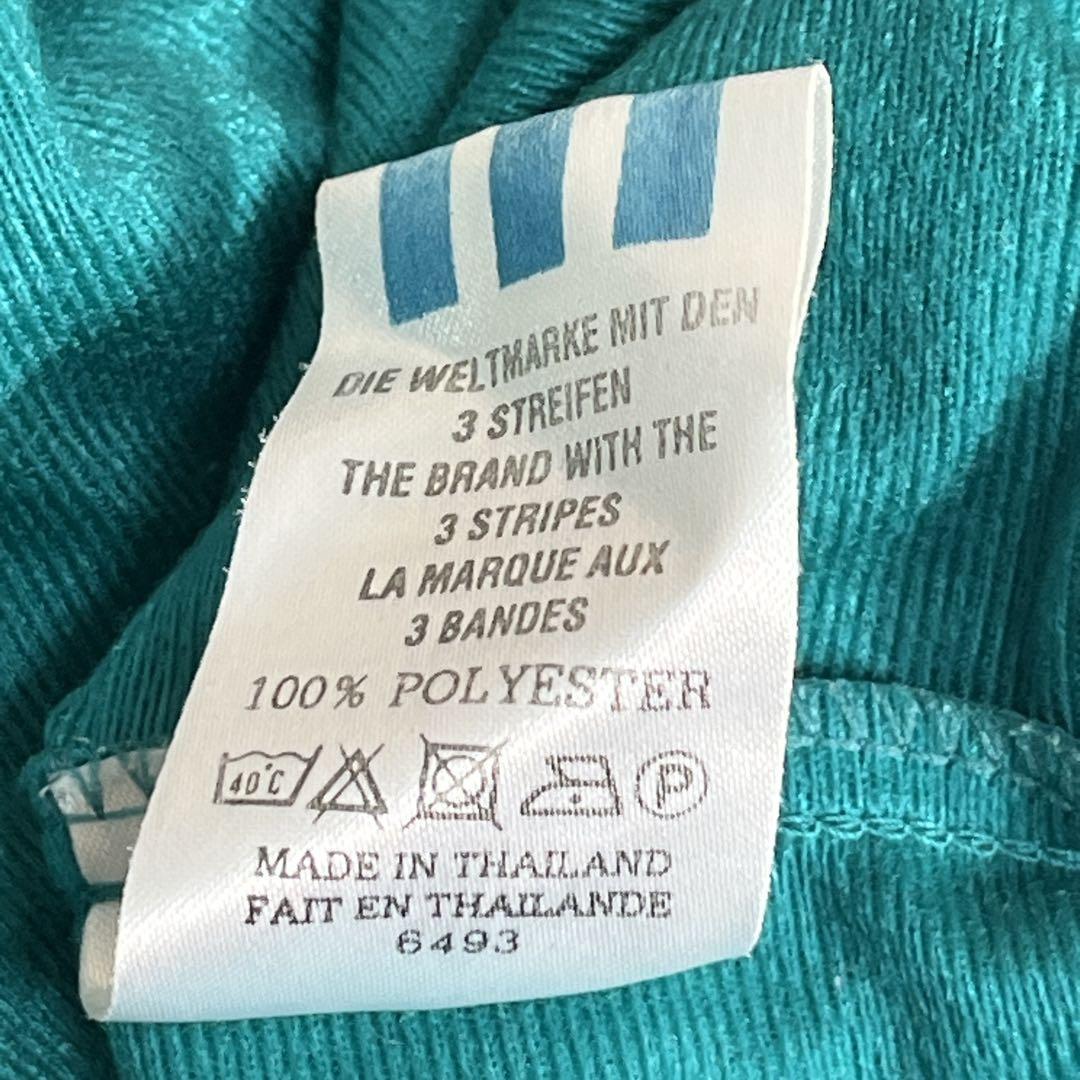 DIE WELTMARKE MIT DEN
3 STREIFEN
THE BRAND WITH THE
3 STRIPES
LA MARQUE AUX
3 BANDES
100% POLYESTER
40°C P
MADE IN THAILAND
FAIT EN THAILANDE
6493